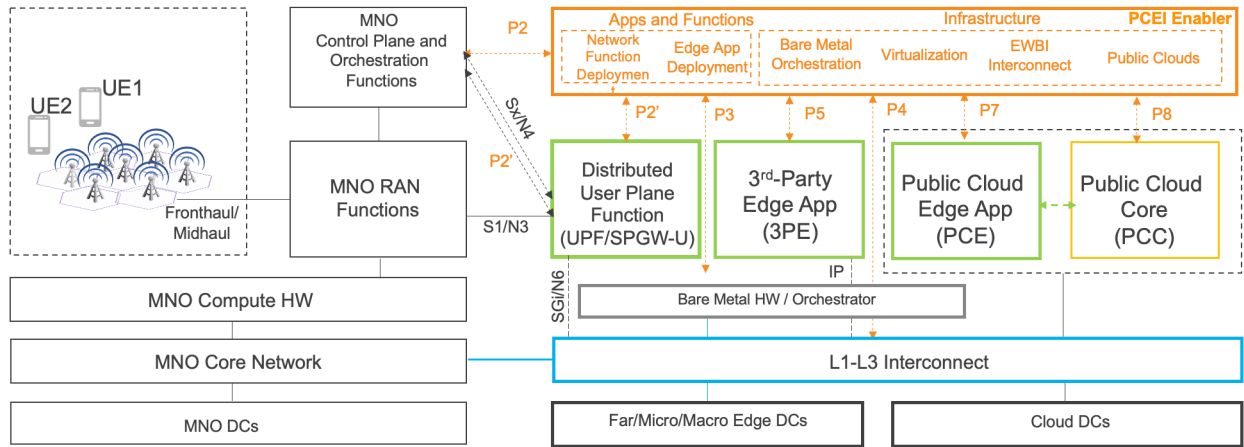 MNO
Control Plane and
Orchestration
Functions
P2
Apps and Functions
Infrastructure
PCEI Enabler
Network
Function
Deploymen
t
Edge App
Deployment
Bare Metal
Orchestration
Virtualization
EWBI
Interconnect
Public Clouds
UE1
UE2
Sx/N4
P2'
P2'
P3
P5
P4
P7
P8
MNO RAN
Functions
Fronthaul/
Midhaul
S1/N3
Distributed
User Plane
Function
(UPF/SPGW-U)
3rd-Party
Edge App
(3PE)
Public Cloud
Edge App
(PCE)
Public Cloud
Core
(PCC)
SGi/N6
IP
MNO Compute HW
Bare Metal HW / Orchestrator
MNO Core Network
L1-L3 Interconnect
MNO DCs
Far/Micro/Macro Edge DCs
Cloud DCs